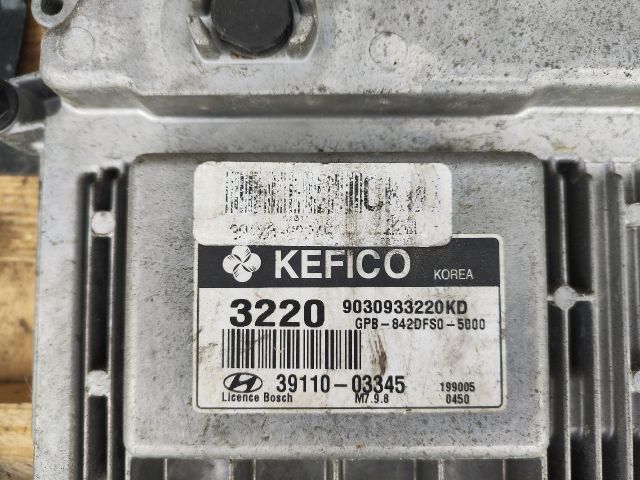 KEFICO KOREA
3220 9030933220KD
GPB-842DFS0-5000
39110-03345 199005
Licence Bosch M7.9.8 0450